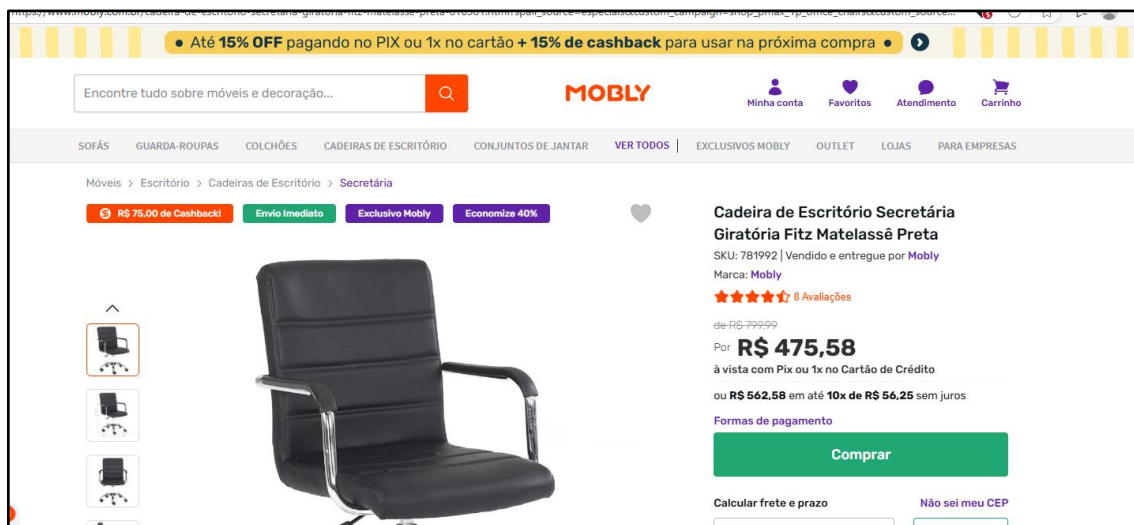 • Até 15% OFF pagando no PIX ou 1x no cartão + 15% de cashback para usar na próxima compra •
Encontre tudo sobre móveis e decoração...
MOBLY
Minha conta
Favoritos
Atendimento
Carrinho
SOFÁS
GUARDA-ROUPAS
COLCHÕES
CADEIRAS DE ESCRITÓRIO
CONJUNTOS DE JANTAR
VER TODOS
EXCLUSIVOS MOBLY
OUTLET
LOJAS
PARA EMPRESAS
Móveis > Escritório > Cadeiras de Escritório > Secretária
R$ 75,00 de Cashback!
Envio Imediato
Exclusivo Mobly
Economize 40%
Cadeira de Escritório Secretária
Giratória Fitz Matelassê Preta
SKU: 781992 | Vendido e entregue por Mobly
Marca: Mobly
8 Avaliações
de R$ 799,99
Por R$ 475,58
à vista com Pix ou 1x no Cartão de Crédito
ou R$ 562,58 em até 10x de R$ 56,25 sem juros
Formas de pagamento
Comprar
Calcular frete e prazo
Não sei meu CEP